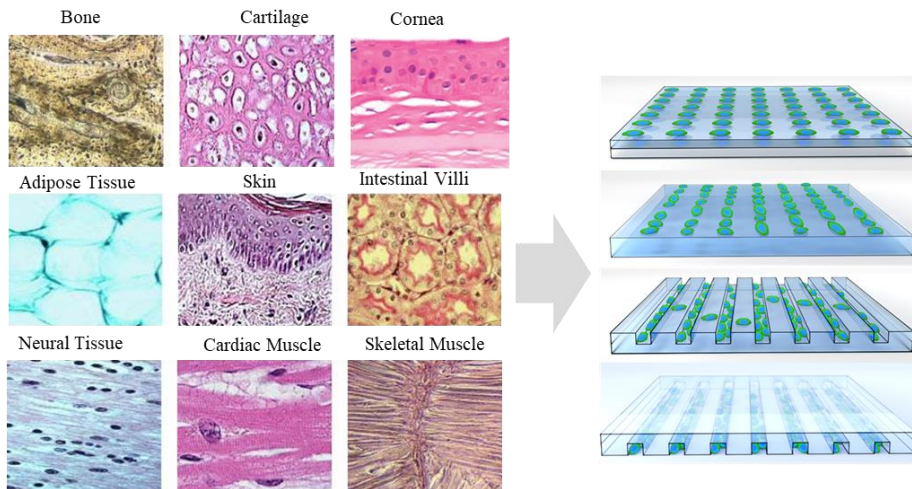 Bone
Cartilage
Cornea
Adipose Tissue
Skin
Intestinal Villi
Neural Tissue
Cardiac Muscle
Skeletal Muscle